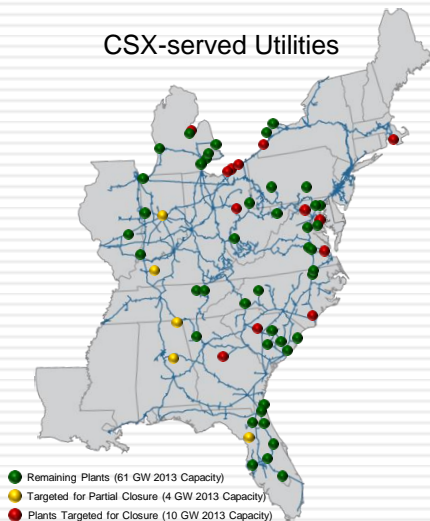 CSX-served Utilities
Remaining Plants (61 GW 2013 Capacity)
Targeted for Partial Closure (4 GW 2013 Capacity)
Plants Targeted for Closure (10 GW 2013 Capacity)